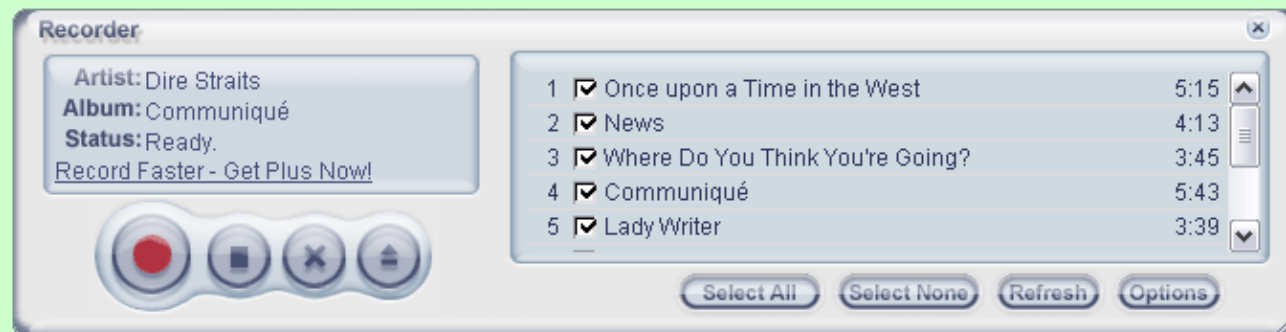 Recorder
Artist: Dire Straits
Album: Communiqué
Status: Ready.
Record Faster - Get Plus Now!
1 Once upon a Time in the West 5:15
2 News 4:13
3 Where Do You Think You're Going? 3:45
4 Communiqué 5:43
5 Lady Writer 3:39
Select All Select None Refresh Options